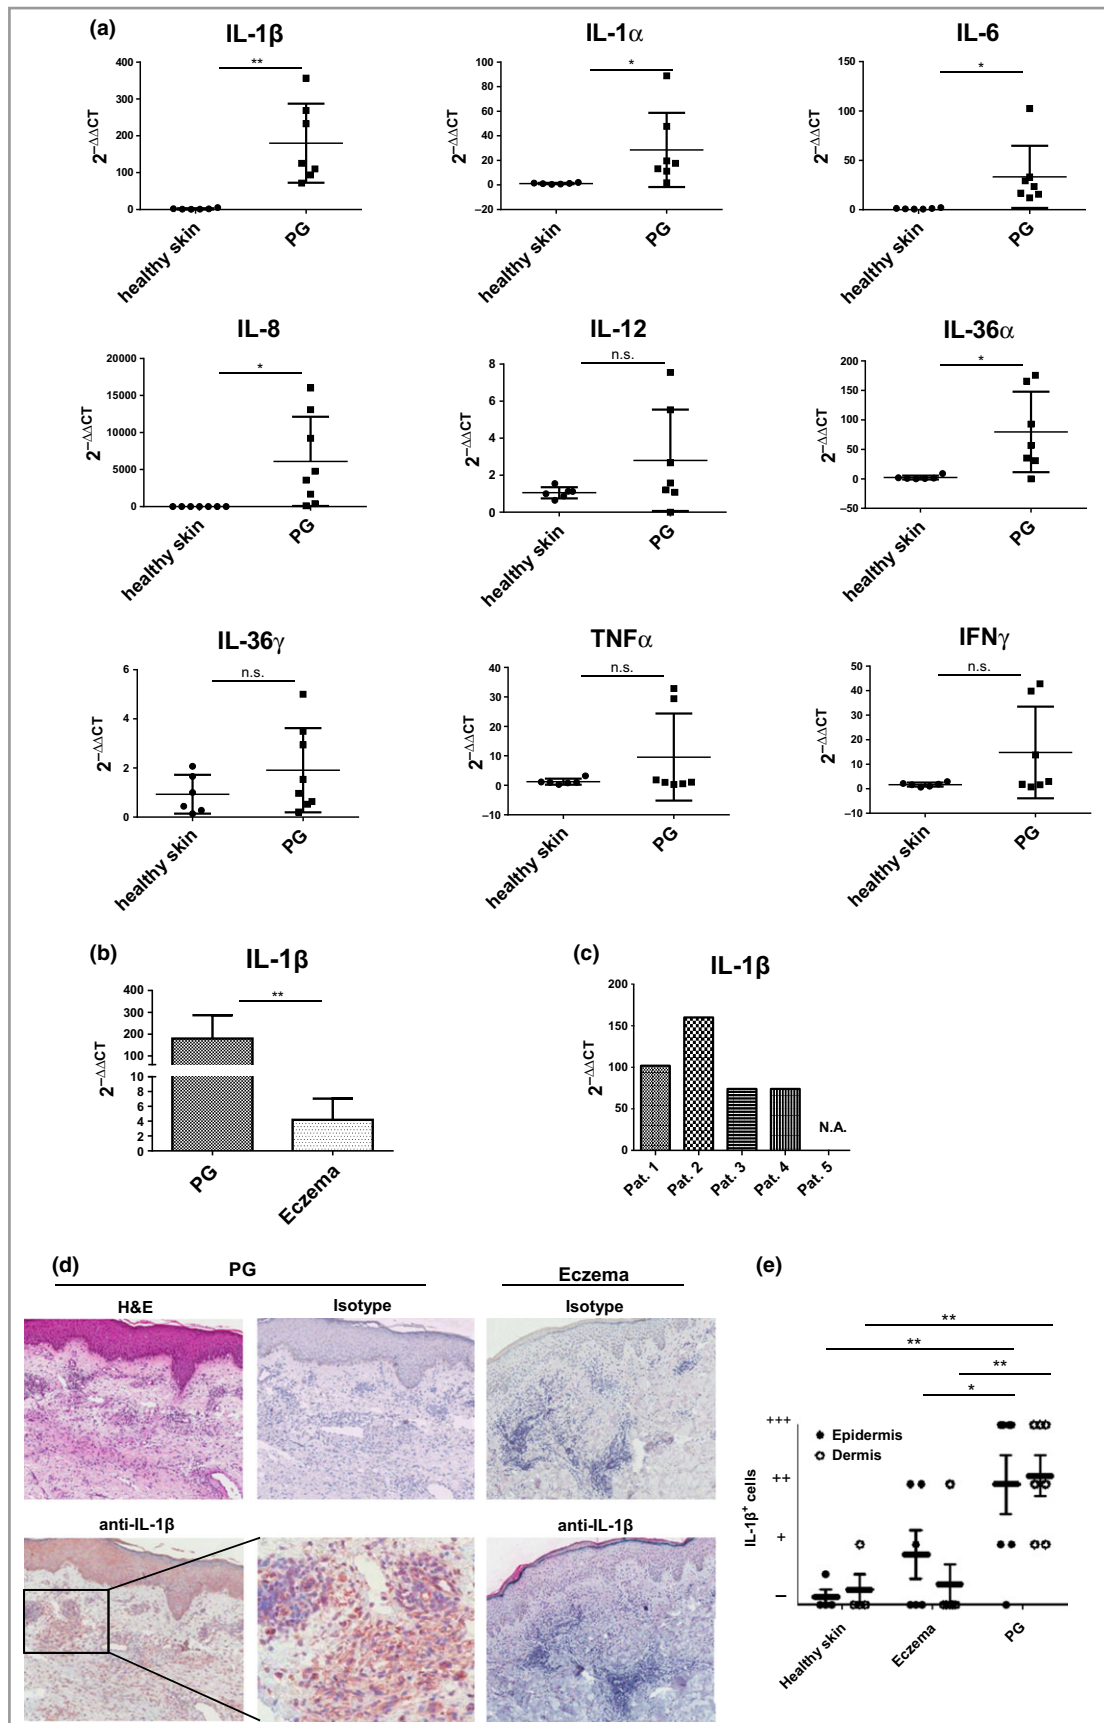 (a)
IL-1β
**
400
300
200
100
0
2–ΔΔCT
healthy skin
PG
IL-1α
*
100
80
60
40
20
0
–20
2–ΔΔCT
healthy skin
PG
IL-6
*
150
100
50
0
2–ΔΔCT
healthy skin
PG
IL-8
*
20000
15000
10000
5000
0
2–ΔΔCT
healthy skin
PG
IL-12
n.s.
8
6
4
2
0
2–ΔΔCT
healthy skin
PG
IL-36α
*
200
150
100
50
0
–50
2–ΔΔCT
healthy skin
PG
IL-36γ
n.s.
6
4
2
0
2–ΔΔCT
healthy skin
PG
TNFα
n.s.
40
30
20
10
0
–10
2–ΔΔCT
healthy skin
PG
IFNγ
n.s.
50
40
30
20
10
0
–10
2–ΔΔCT
healthy skin
PG
(b)
IL-1β
**
400
300
200
100
10
8
6
4
2
0
2–ΔΔCT
PG
Eczema
(c)
IL-1β
200
150
100
50
0
2–ΔΔCT
N.A.
Pat. 1
Pat. 2
Pat. 3
Pat. 4
Pat. 5
(d)
PG
Eczema
H&E
Isotype
Isotype
anti-IL-1β
anti-IL-1β
(e)
**
**
**
*
+++
++
+
–
IL-1β+ cells
Epidermis
Dermis
Healthy skin
Eczema
PG